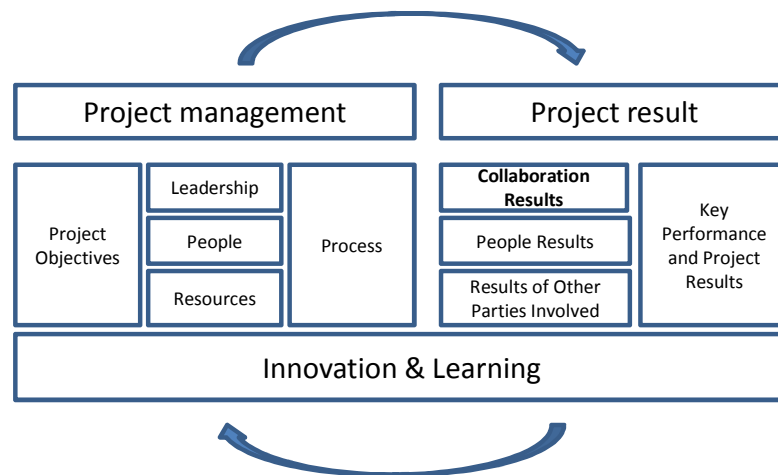 Project management
Project result
Project
Objectives
Leadership
People
Resources
Process
Collaboration
Results
People Results
Results of Other
Parties Involved
Key
Performance
and Project
Results
Innovation & Learning